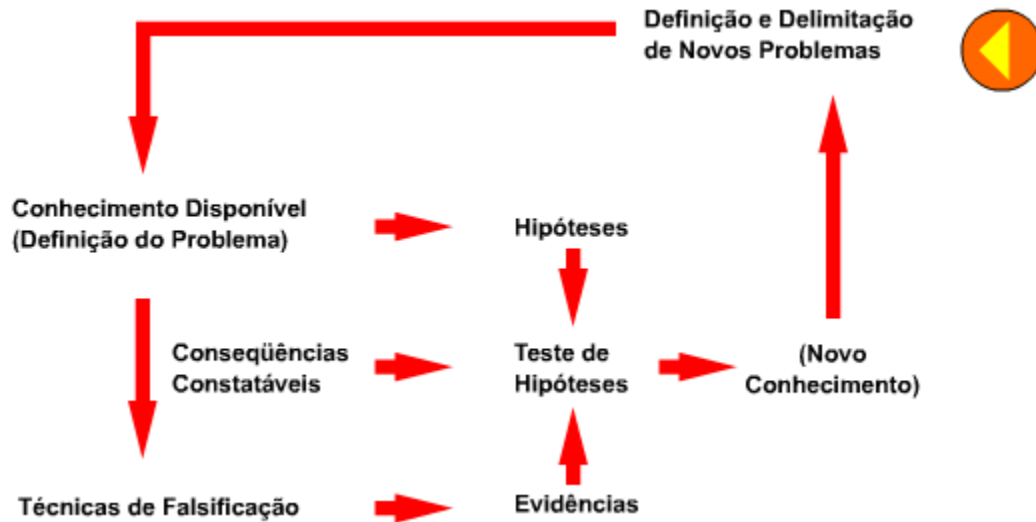 Definição e Delimitação
de Novos Problemas
Conhecimento Disponível
(Definição do Problema)
Hipóteses
Conseqüências
Constatáveis
Teste de
Hipóteses
(Novo
Conhecimento)
Técnicas de Falsificação
Evidências